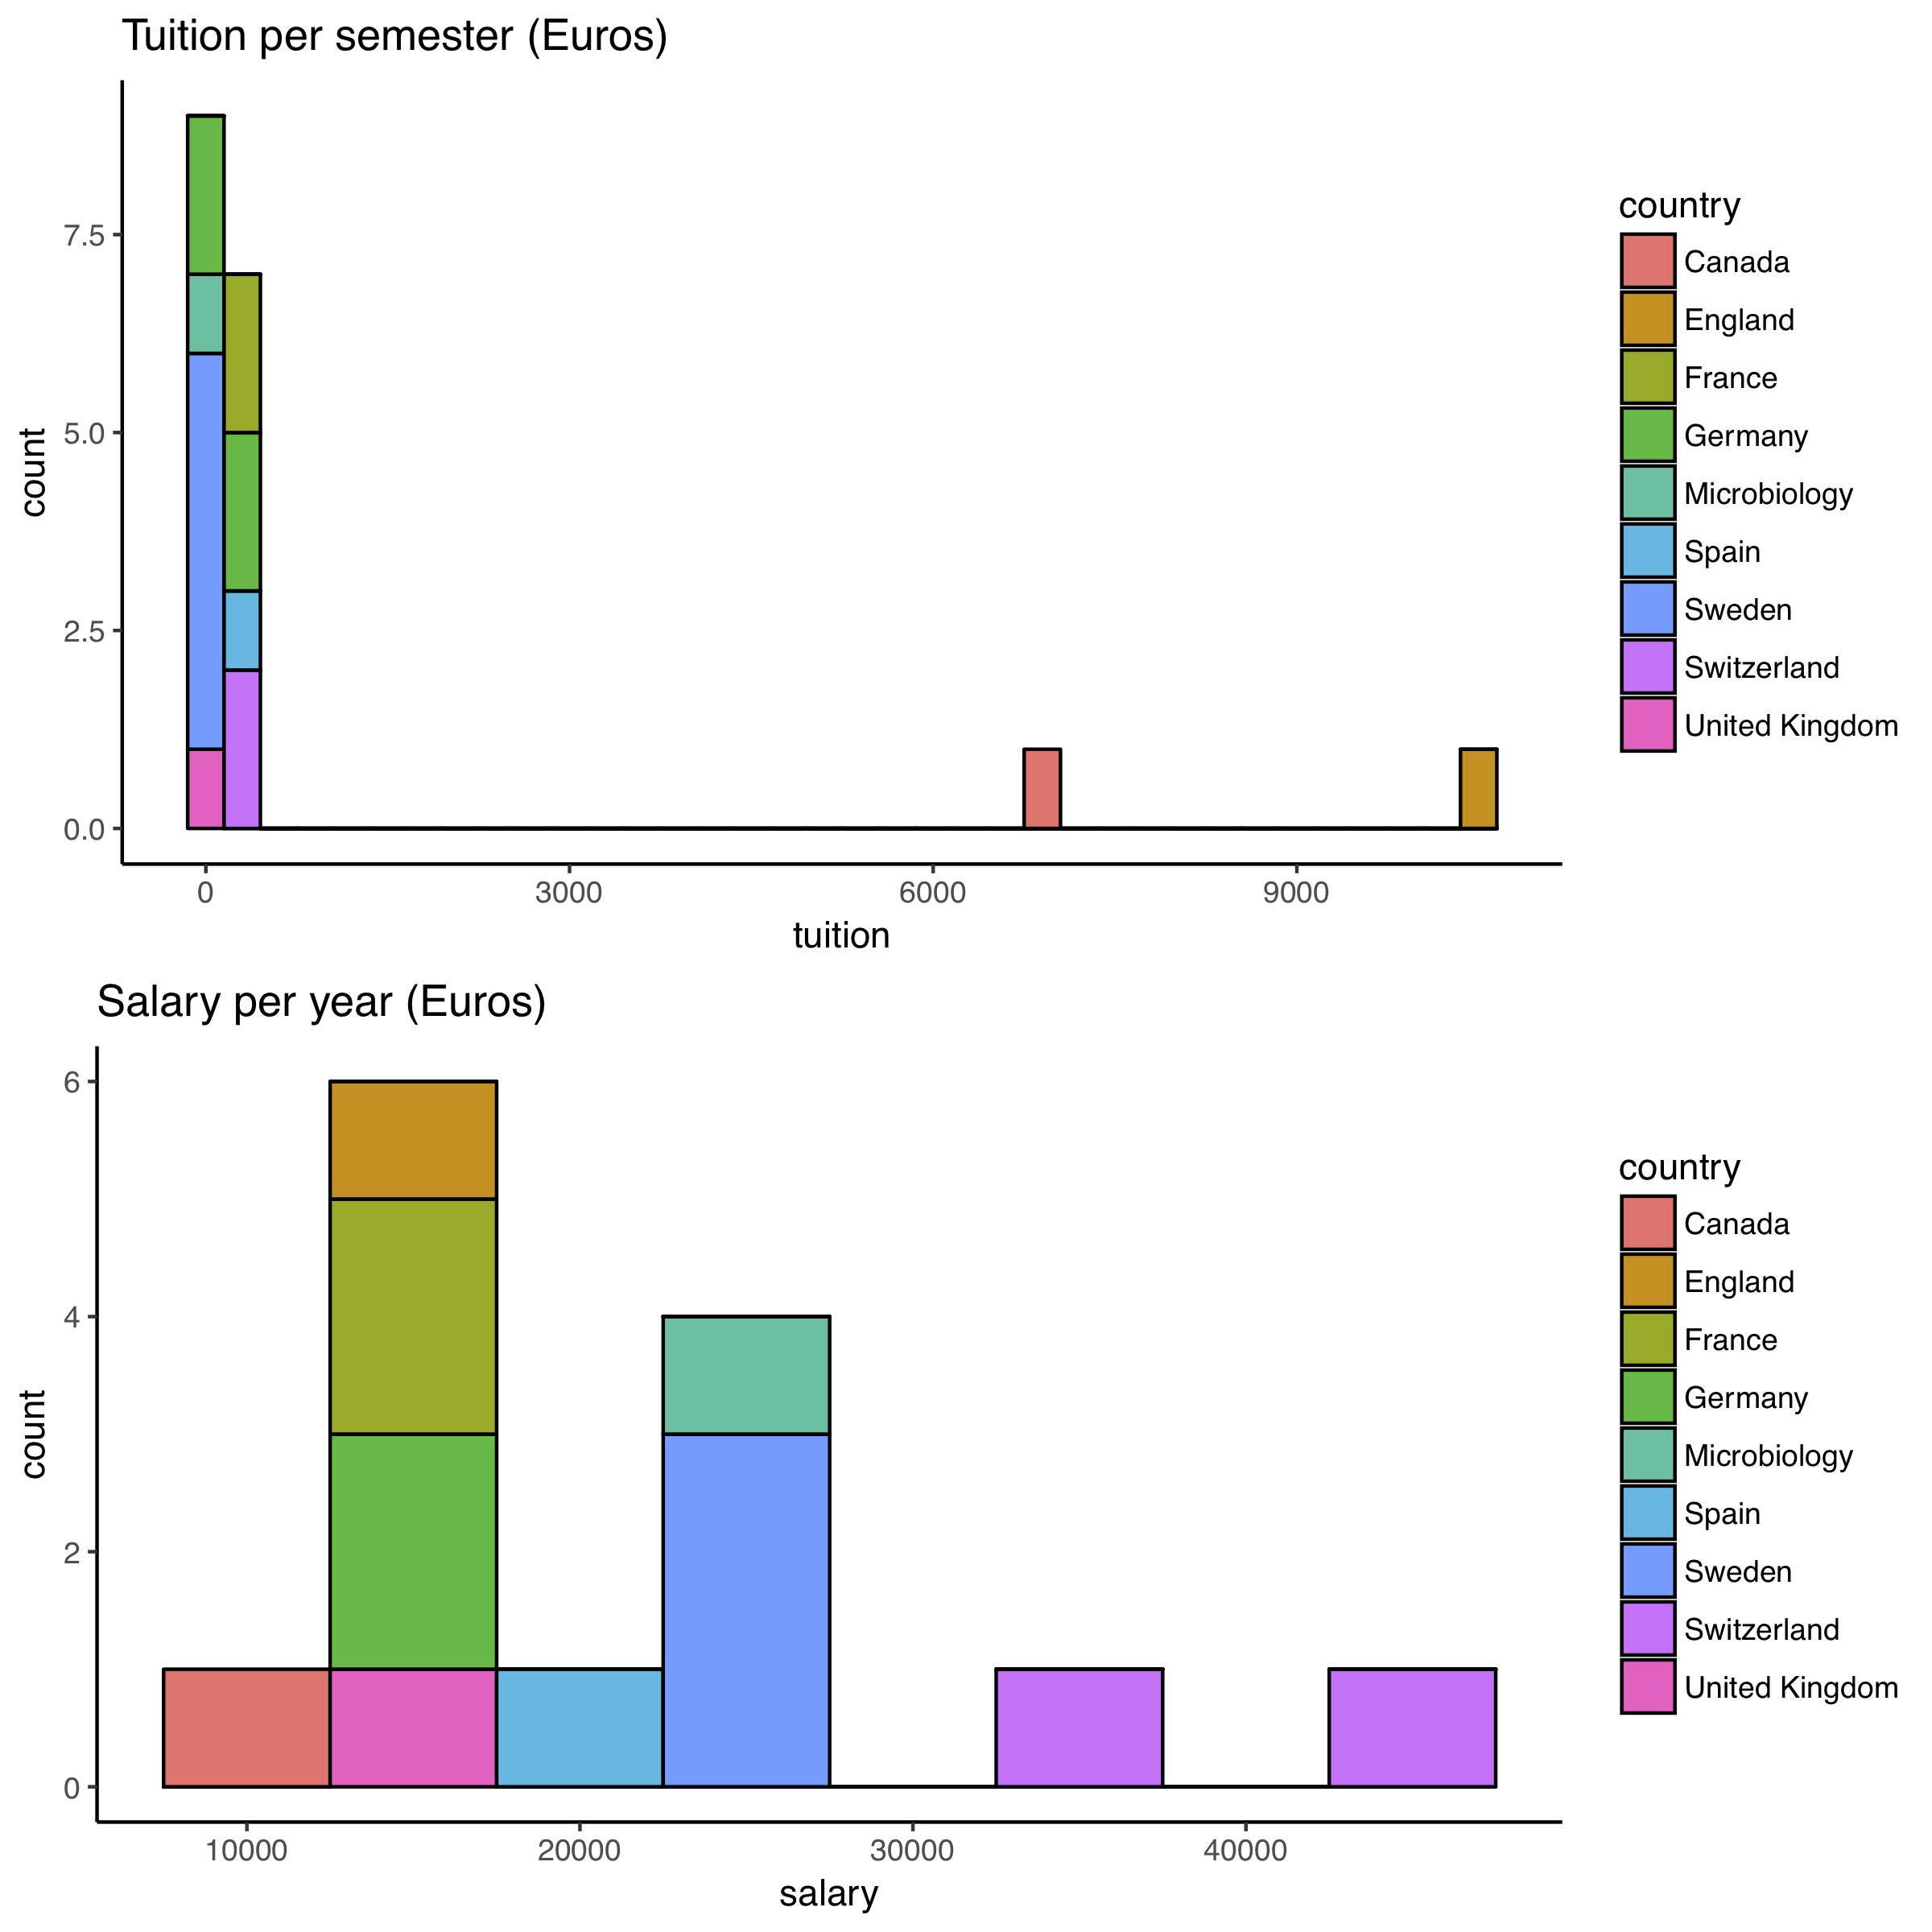 Tuition per semester (Euros)
count
7.5
5.0
2.5
0.0
0 3000 6000 9000
tuition
country
Canada
England
France
Germany
Microbiology
Spain
Sweden
Switzerland
United Kingdom
Salary per year (Euros)
count
6
4
2
0
10000 20000 30000 40000
salary
country
Canada
England
France
Germany
Microbiology
Spain
Sweden
Switzerland
United Kingdom